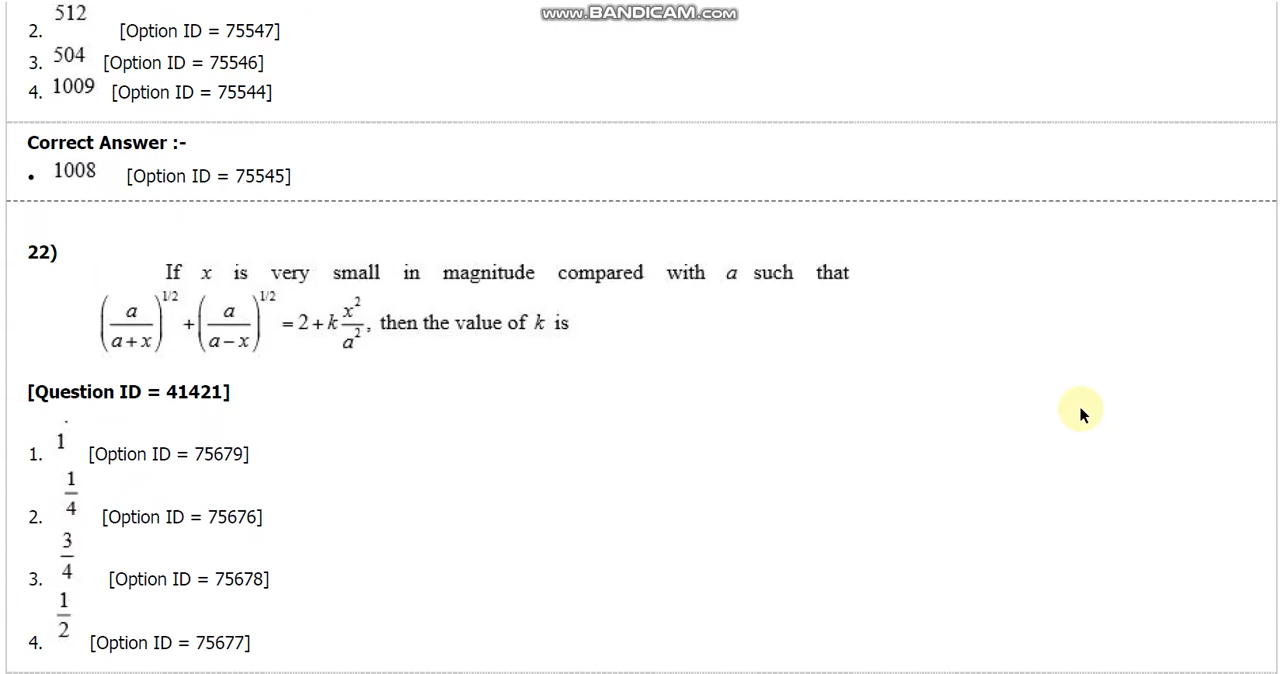 www.BANDICAM.com
2. 512 [Option ID = 75547]
3. 504 [Option ID = 75546]
4. 1009 [Option ID = 75544]
Correct Answer :-
• 1008 [Option ID = 75545]
22)
If x is very small in magnitude compared with a such that
(a/(a+x))^1/2 + (a/(a−x))^1/2 = 2 + k x²/a², then the value of k is
[Question ID = 41421]
1. 1 [Option ID = 75679]
2. 1/4 [Option ID = 75676]
3. 3/4 [Option ID = 75678]
4. 1/2 [Option ID = 75677]